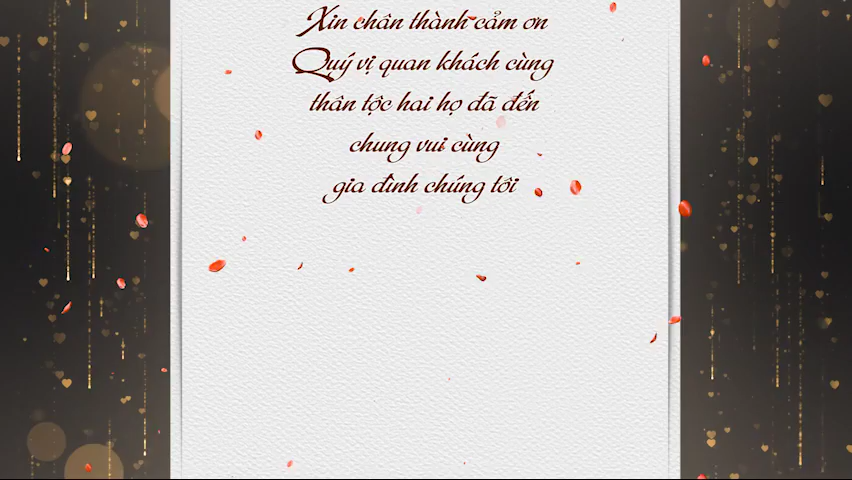 Xin chân thành cảm ơn
Quý vị quan khách cùng
thân tộc hai họ đã đến
chung vui cùng
gia đình chúng tôi